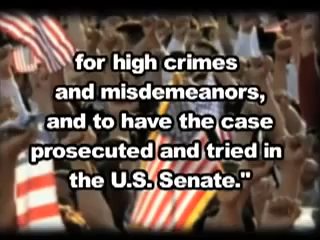 for high crimes
and misdemeanors,
and to have the case
prosecuted and tried in
the U.S. Senate."